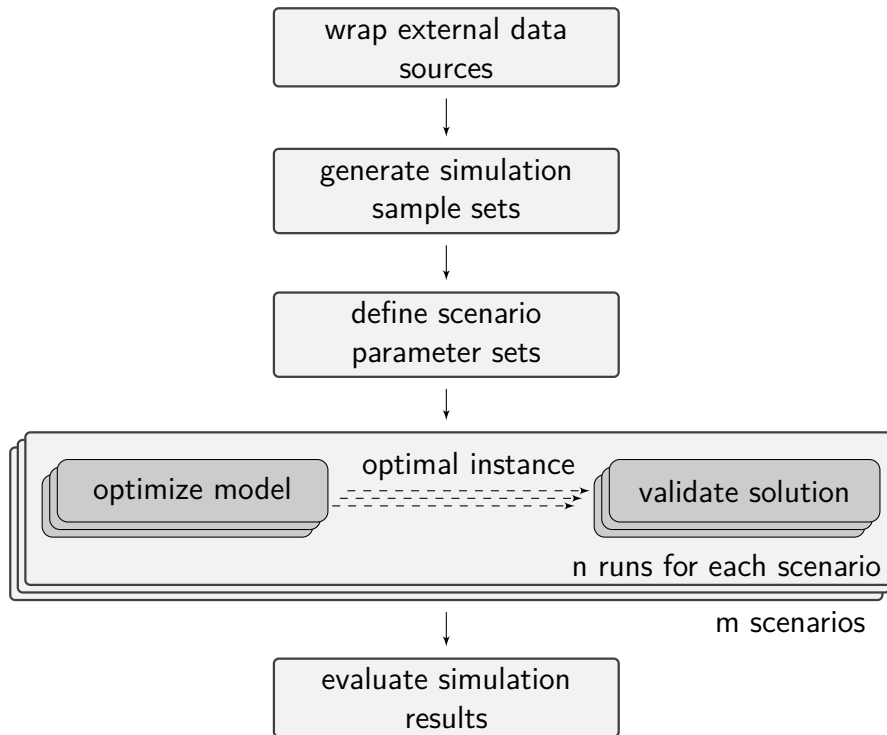 wrap external data
sources
generate simulation
sample sets
define scenario
parameter sets
optimal instance
optimize model
validate solution
n runs for each scenario
m scenarios
evaluate simulation
results